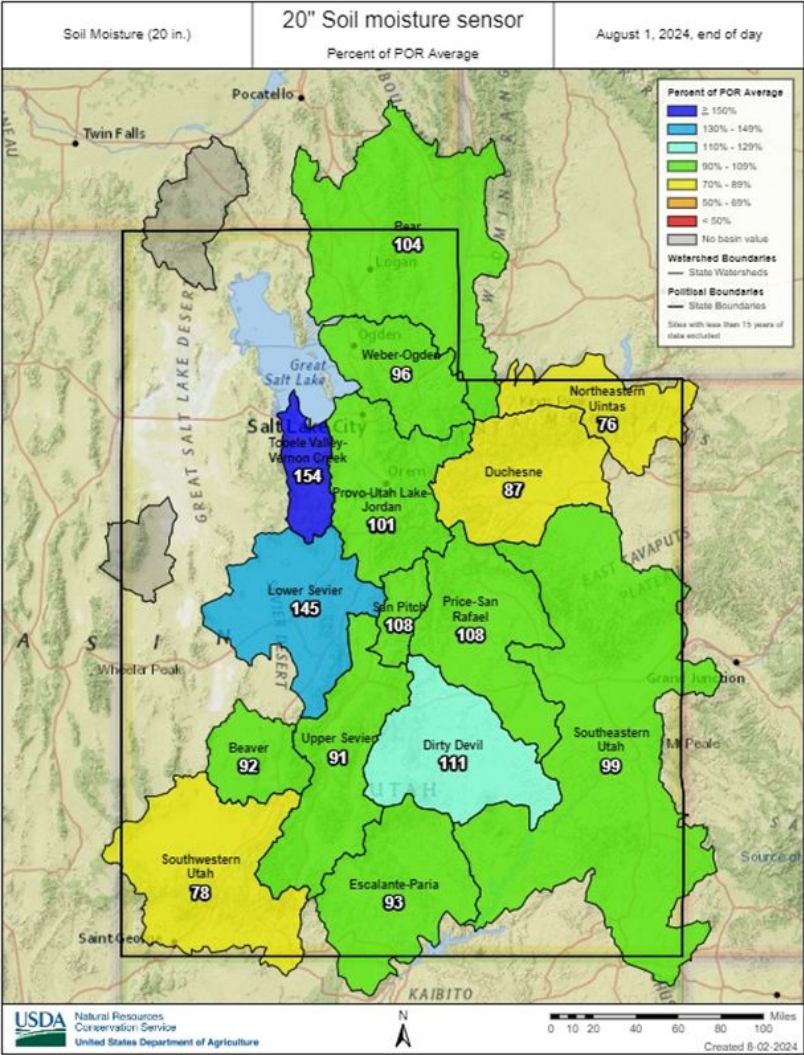 Soil Moisture (20 in.)
20" Soil moisture sensor
Percent of POR Average
August 1, 2024, end of day
Pocatello
Twin Falls
Percent of POR Average
≥ 150%
130% - 149%
110% - 129%
90% - 109%
70% - 89%
50% - 69%
< 50%
No basin value
Watershed Boundaries
State Watersheds
Political Boundaries
State Boundaries
Sites with less than 15 years of
data excluded
Bear
104
Logan
GREAT SALT LAKE DESERT
Ogden
Weber-Ogden
96
Great
Salt Lake
Northeastern
Uintas
76
Salt Lake City
Tooele Valley-
Vernon Creek
154
Orem
Provo-Utah Lake-
Jordan
101
Duchesne
87
EAST TAVAPUTS
PLATEAU
Lower Sevier
145
SEVIER DESERT
San Pitch
108
Price-San
Rafael
108
Wheeler Peak
Grand Junction
Beaver
92
Upper Sevier
91
Dirty Devil
111
UTAH
Southeastern
Utah
99
Mt Peale
Southwestern
Utah
78
Escalante-Paria
93
Source of
Saint George
KAIBITO
USDA
Natural Resources
Conservation Service
United States Department of Agriculture
N
Miles
0 10 20 40 60 80 100
Created 8-02-2024